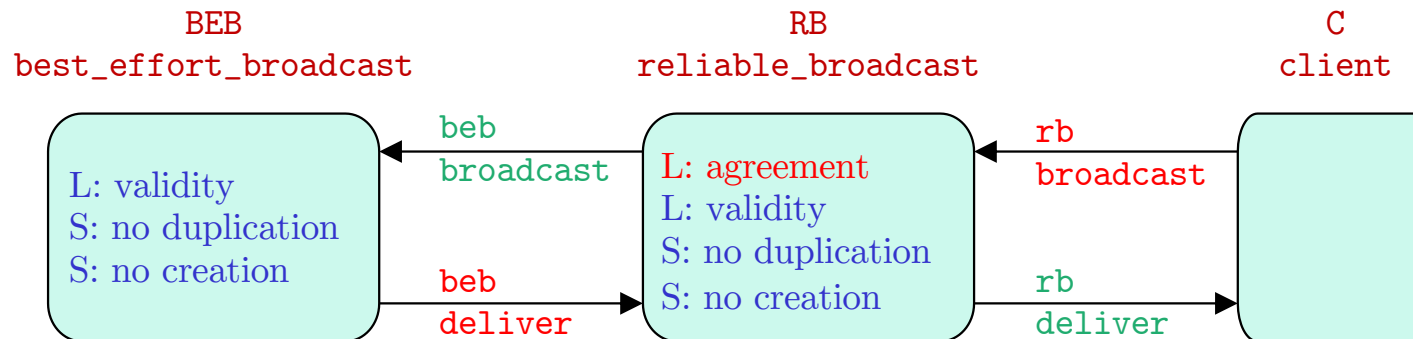 BEB
best_effort_broadcast
RB
reliable_broadcast
C
client
L: validity
S: no duplication
S: no creation
beb
broadcast
beb
deliver
L: agreement
L: validity
S: no duplication
S: no creation
rb
broadcast
rb
deliver